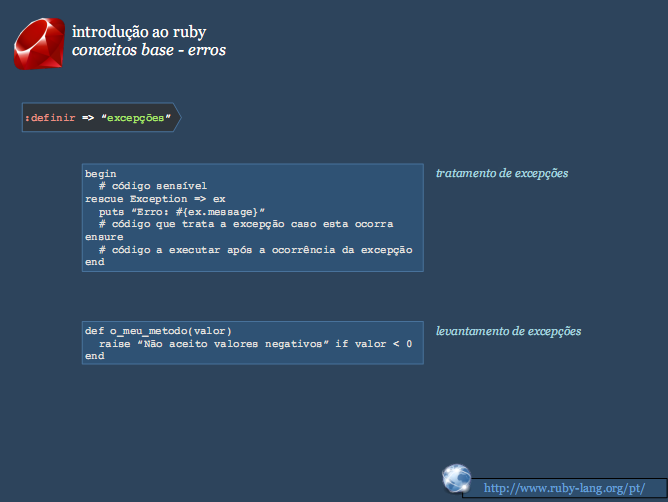 introdução ao ruby
conceitos base - erros
:definir => “excepções”
begin
  # código sensível
rescue Exception => ex
  puts “Erro: #{ex.message}”
  # código que trata a excepção caso esta ocorra
ensure
  # código a executar após a ocorrência da excepção
end
tratamento de excepções
def o_meu_metodo(valor)
  raise “Não aceito valores negativos” if valor < 0
end
levantamento de excepções
http://www.ruby-lang.org/pt/